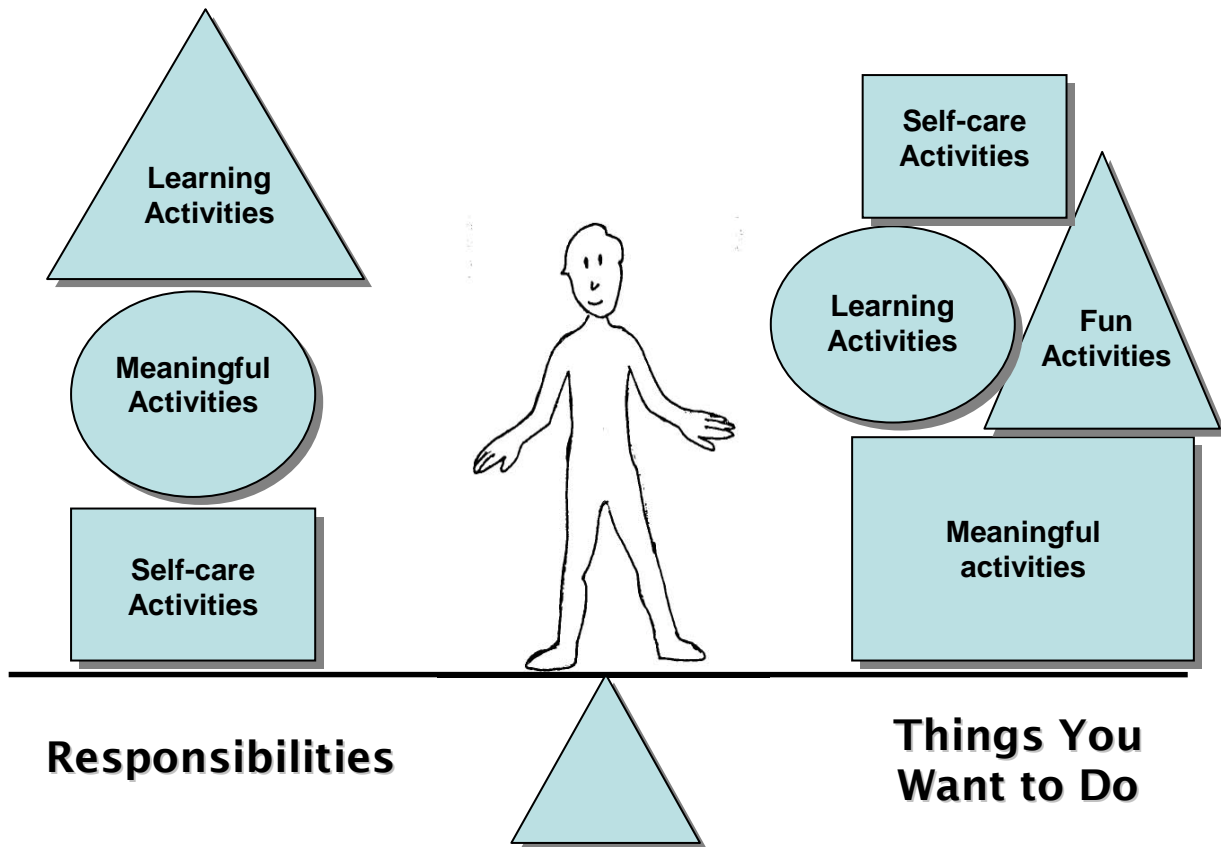 Learning
Activities
Meaningful
Activities
Self-care
Activities
Self-care
Activities
Learning
Activities
Fun
Activities
Meaningful
activities
Responsibilities
Things You
Want to Do